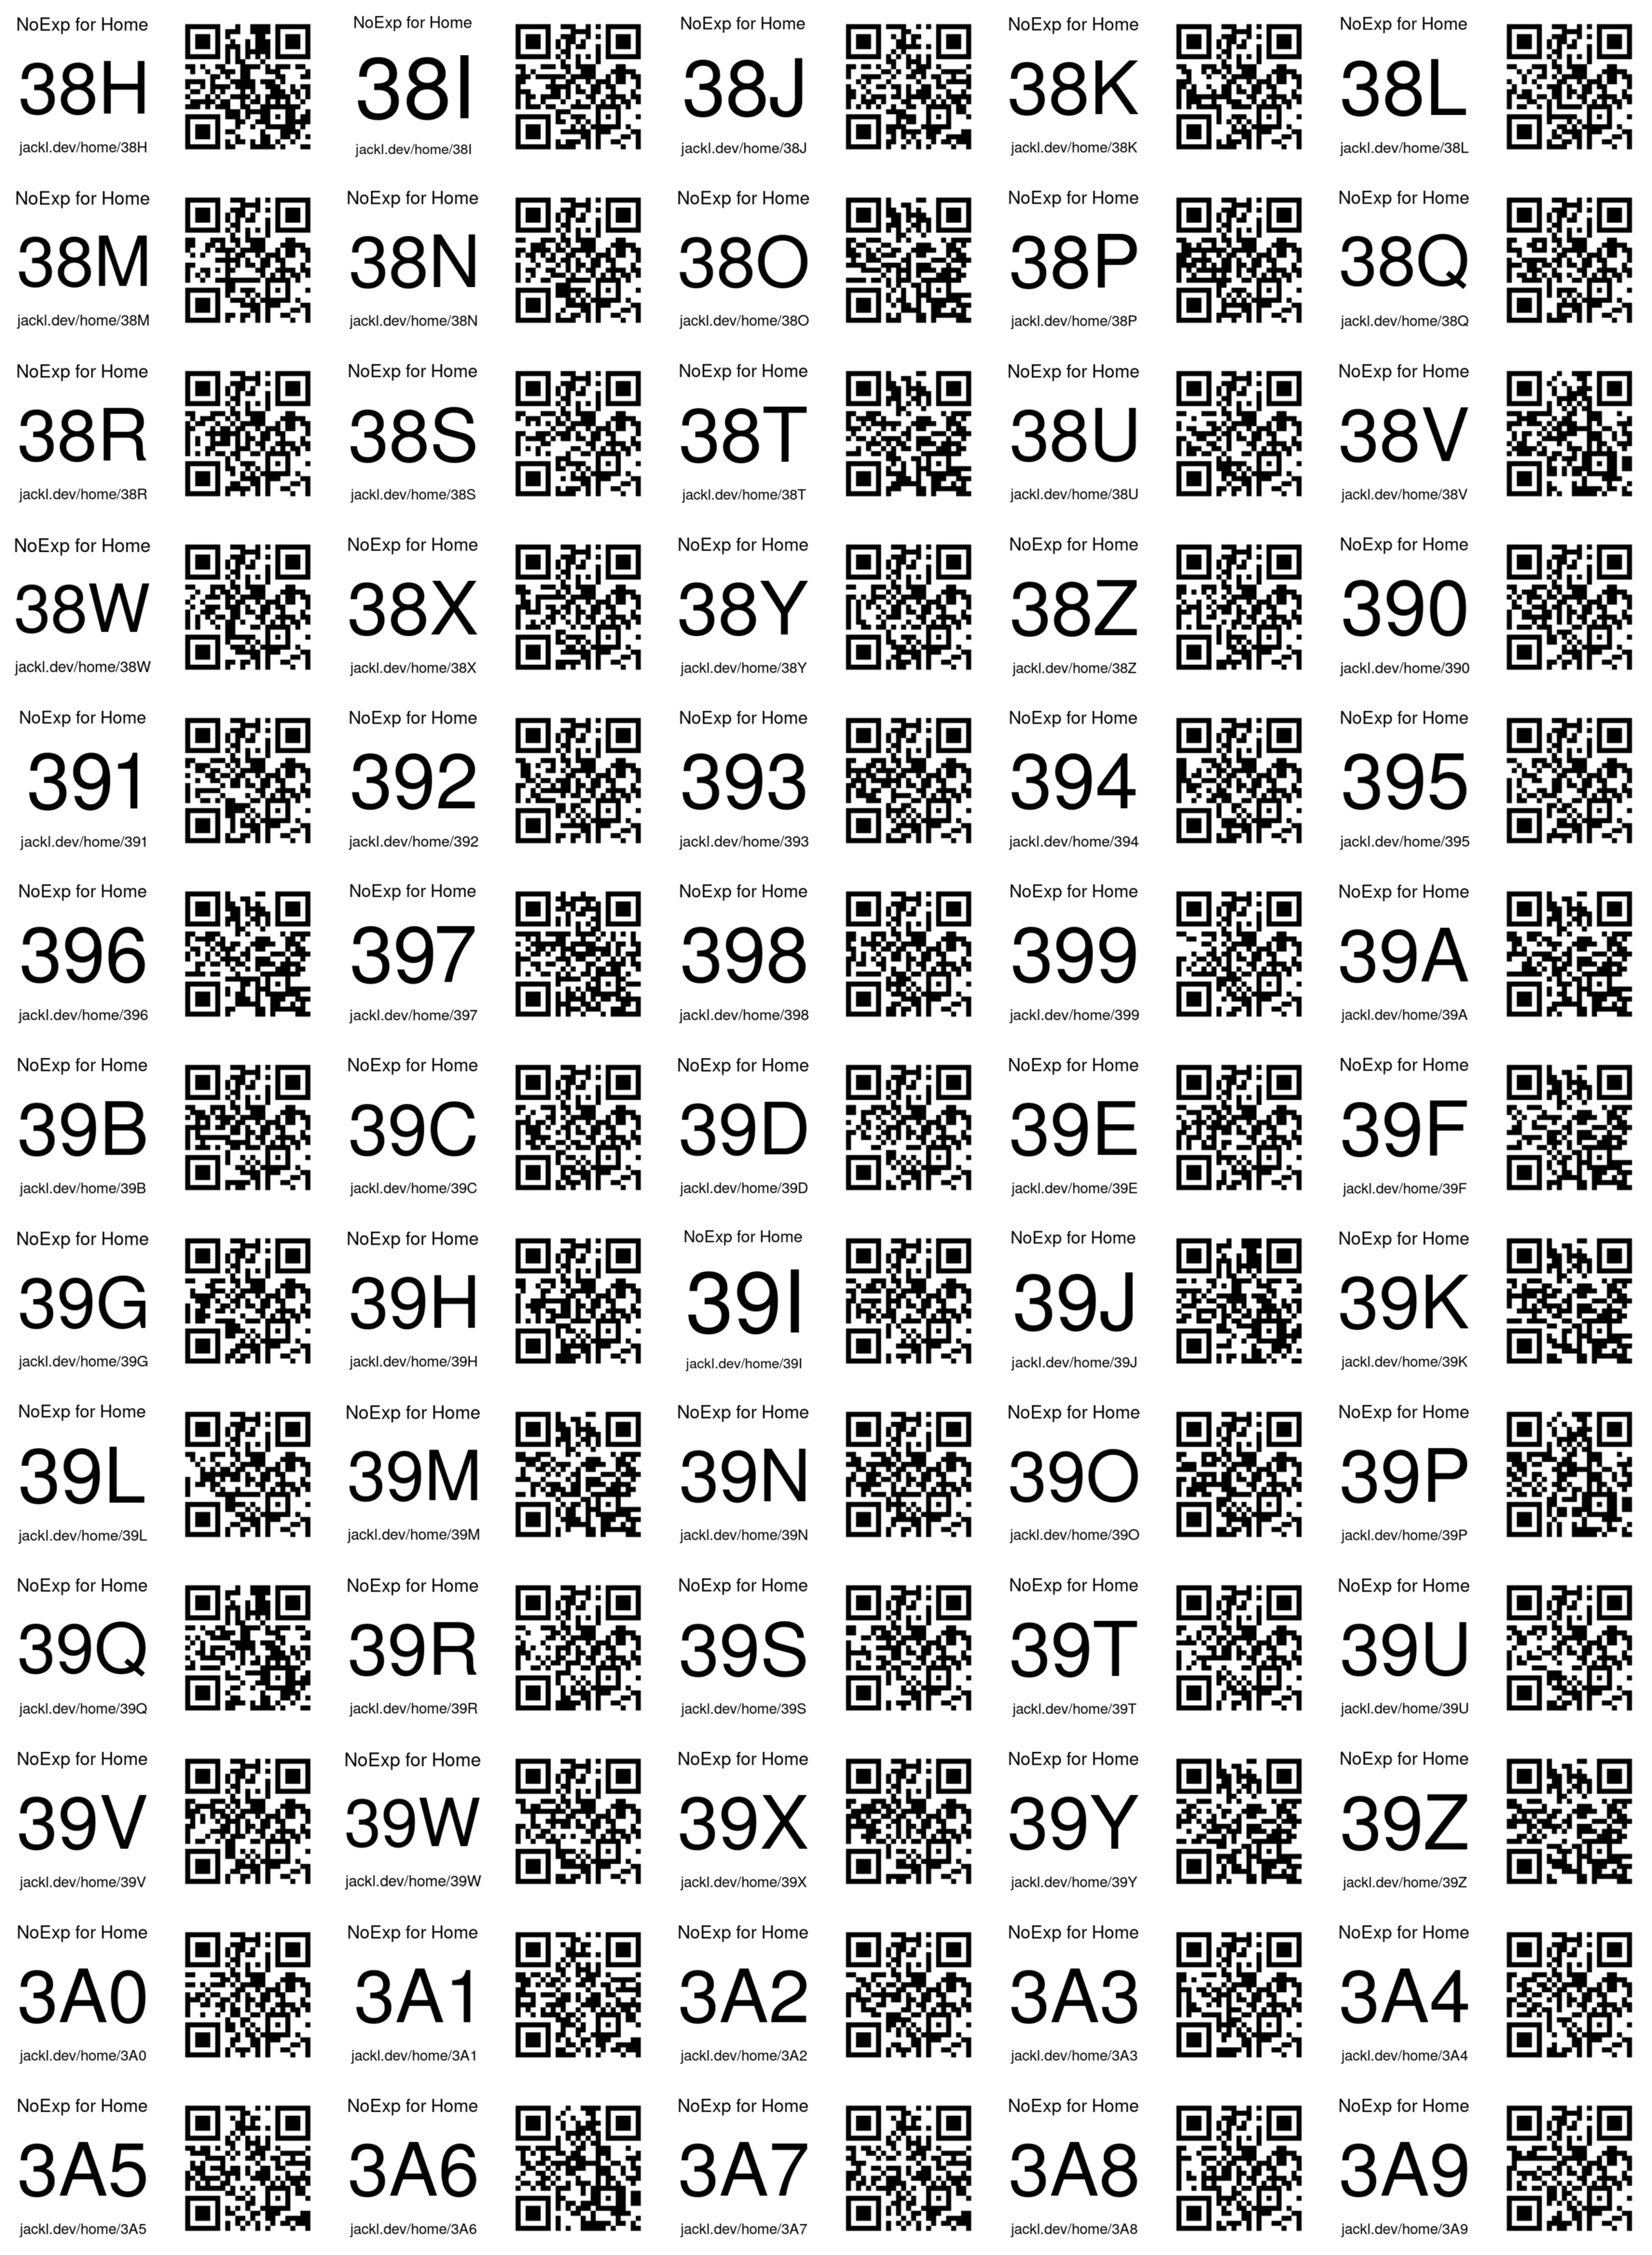 NoExp for Home
38H
jackl.dev/home/38H
NoExp for Home
38I
jackl.dev/home/38I
NoExp for Home
38J
jackl.dev/home/38J
NoExp for Home
38K
jackl.dev/home/38K
NoExp for Home
38L
jackl.dev/home/38L
NoExp for Home
38M
jackl.dev/home/38M
NoExp for Home
38N
jackl.dev/home/38N
NoExp for Home
38O
jackl.dev/home/38O
NoExp for Home
38P
jackl.dev/home/38P
NoExp for Home
38Q
jackl.dev/home/38Q
NoExp for Home
38R
jackl.dev/home/38R
NoExp for Home
38S
jackl.dev/home/38S
NoExp for Home
38T
jackl.dev/home/38T
NoExp for Home
38U
jackl.dev/home/38U
NoExp for Home
38V
jackl.dev/home/38V
NoExp for Home
38W
jackl.dev/home/38W
NoExp for Home
38X
jackl.dev/home/38X
NoExp for Home
38Y
jackl.dev/home/38Y
NoExp for Home
38Z
jackl.dev/home/38Z
NoExp for Home
390
jackl.dev/home/390
NoExp for Home
391
jackl.dev/home/391
NoExp for Home
392
jackl.dev/home/392
NoExp for Home
393
jackl.dev/home/393
NoExp for Home
394
jackl.dev/home/394
NoExp for Home
395
jackl.dev/home/395
NoExp for Home
396
jackl.dev/home/396
NoExp for Home
397
jackl.dev/home/397
NoExp for Home
398
jackl.dev/home/398
NoExp for Home
399
jackl.dev/home/399
NoExp for Home
39A
jackl.dev/home/39A
NoExp for Home
39B
jackl.dev/home/39B
NoExp for Home
39C
jackl.dev/home/39C
NoExp for Home
39D
jackl.dev/home/39D
NoExp for Home
39E
jackl.dev/home/39E
NoExp for Home
39F
jackl.dev/home/39F
NoExp for Home
39G
jackl.dev/home/39G
NoExp for Home
39H
jackl.dev/home/39H
NoExp for Home
39I
jackl.dev/home/39I
NoExp for Home
39J
jackl.dev/home/39J
NoExp for Home
39K
jackl.dev/home/39K
NoExp for Home
39L
jackl.dev/home/39L
NoExp for Home
39M
jackl.dev/home/39M
NoExp for Home
39N
jackl.dev/home/39N
NoExp for Home
39O
jackl.dev/home/39O
NoExp for Home
39P
jackl.dev/home/39P
NoExp for Home
39Q
jackl.dev/home/39Q
NoExp for Home
39R
jackl.dev/home/39R
NoExp for Home
39S
jackl.dev/home/39S
NoExp for Home
39T
jackl.dev/home/39T
NoExp for Home
39U
jackl.dev/home/39U
NoExp for Home
39V
jackl.dev/home/39V
NoExp for Home
39W
jackl.dev/home/39W
NoExp for Home
39X
jackl.dev/home/39X
NoExp for Home
39Y
jackl.dev/home/39Y
NoExp for Home
39Z
jackl.dev/home/39Z
NoExp for Home
3A0
jackl.dev/home/3A0
NoExp for Home
3A1
jackl.dev/home/3A1
NoExp for Home
3A2
jackl.dev/home/3A2
NoExp for Home
3A3
jackl.dev/home/3A3
NoExp for Home
3A4
jackl.dev/home/3A4
NoExp for Home
3A5
jackl.dev/home/3A5
NoExp for Home
3A6
jackl.dev/home/3A6
NoExp for Home
3A7
jackl.dev/home/3A7
NoExp for Home
3A8
jackl.dev/home/3A8
NoExp for Home
3A9
jackl.dev/home/3A9